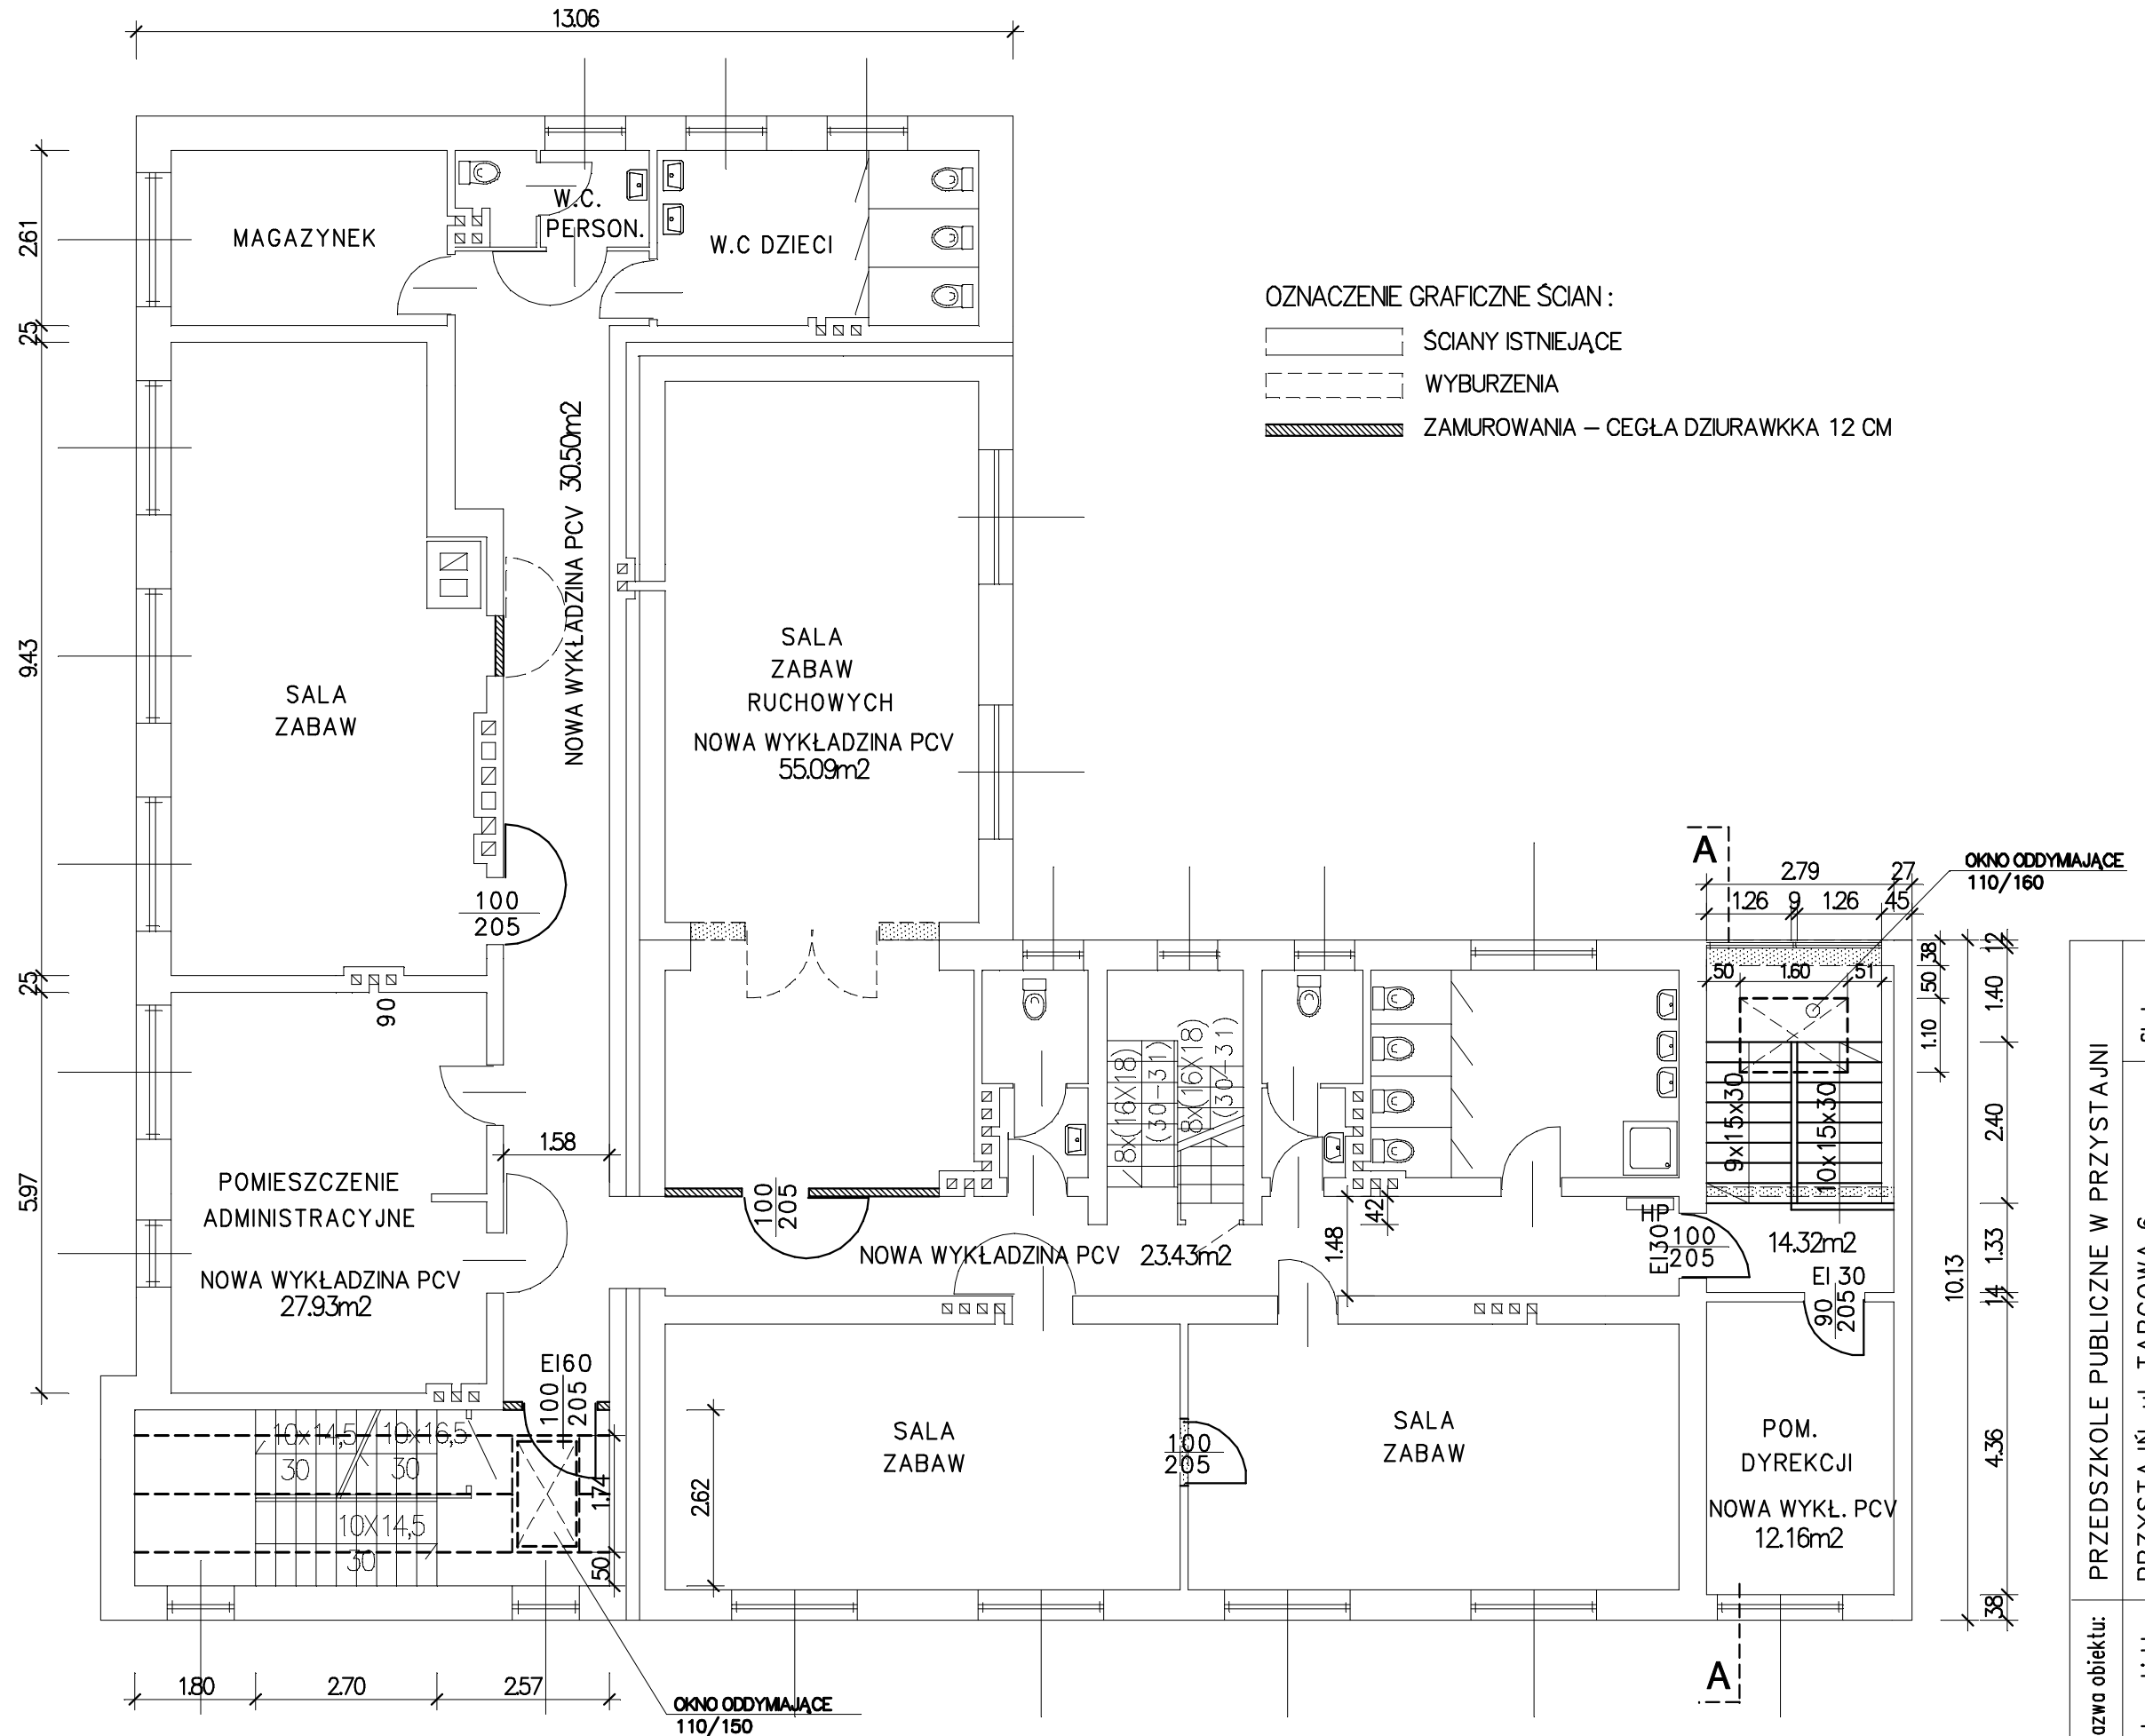 13.06
2.61
25
9.43
25
5.97
MAGAZYNEK
W.C.
PERSON.
W.C DZIECI
OZNACZENIE GRAFICZNE ŚCIAN :
ŚCIANY ISTNIEJĄCE
WYBURZENIA
ZAMUROWANIA – CEGŁA DZIURAWKKA 12 CM
NOWA WYKŁADZINA PCV 30.50m2
SALA
ZABAW
SALA
ZABAW
RUCHOWYCH
NOWA WYKŁADZINA PCV
55.09m2
100
205
90
POMIESZCZENIE
ADMINISTRACYJNE
NOWA WYKŁADZINA PCV
27.93m2
1.58
100
205
NOWA WYKŁADZINA PCV 23.43m2
8x(16X18)
(30-31)
8x(16X18)
(30-31)
42
1.48
HP
EI30
100
205
14.32m2
EI 30
90
205
A
OKNO ODDYMIAJĄCE
110/160
2.79
27
1.26
9
1.26
45
50
1.60
51
38
50
1.10
12
1.40
2.40
1.33
14
4.36
38
10.13
9x15x30
10x15x30
EI60
100
205
10x14,5
30
10x16,5
30
10X14,5
30
1.74
50
2.62
SALA
ZABAW
100
205
SALA
ZABAW
POM.
DYREKCJI
NOWA WYKŁ. PCV
12.16m2
A
1.80
2.70
2.57
OKNO ODDYMIAJĄCE
110/150
PRZEDSZKOLE PUBLICZNE W PRZYSTAJNI
azwa obiektu: